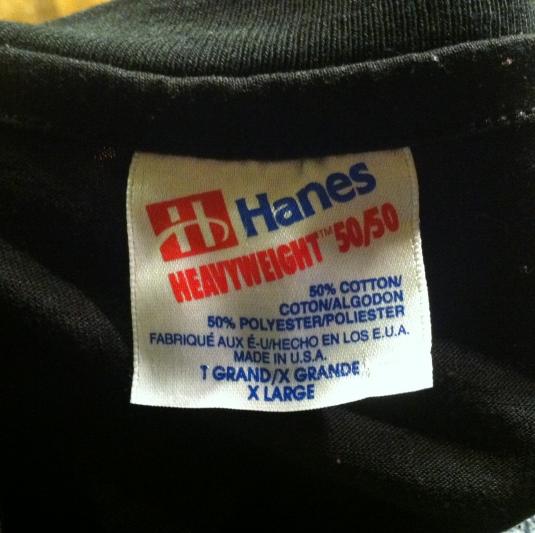 Hanes
HEAVYWEIGHT™ 50/50
50% COTTON/
COTON/ALGODON
50% POLYESTER/POLIESTER
FABRIQUÉ AUX É-U/HECHO EN LOS E.U.A.
MADE IN U.S.A.
T GRAND/X GRANDE
X LARGE